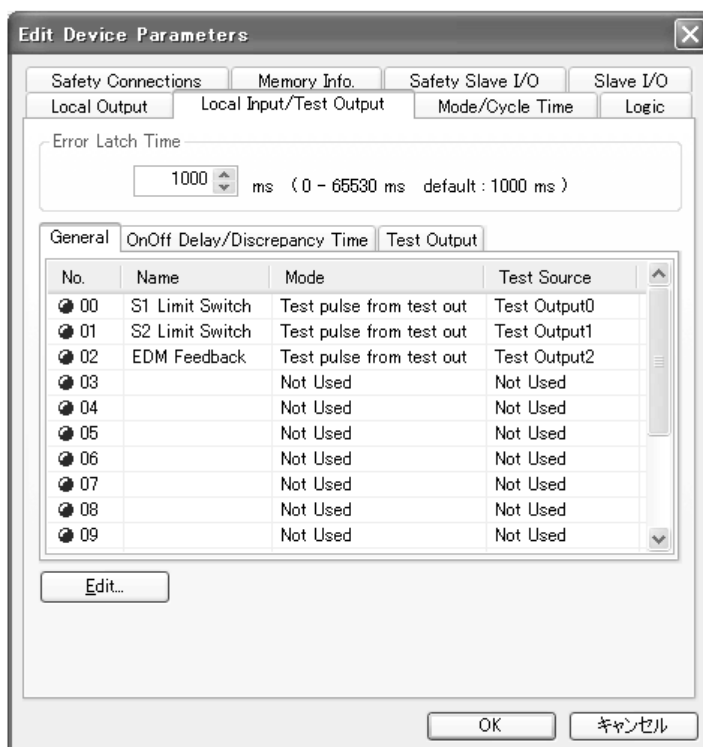 Edit Device Parameters
Safety Connections Memory Info. Safety Slave I/O Slave I/O
Local Output Local Input/Test Output Mode/Cycle Time Logic
Error Latch Time
1000 ms ( 0 - 65530 ms default : 1000 ms )
General OnOff Delay/Discrepancy Time Test Output
No. Name Mode Test Source
00 S1 Limit Switch Test pulse from test out Test Output0
01 S2 Limit Switch Test pulse from test out Test Output1
02 EDM Feedback Test pulse from test out Test Output2
03 Not Used Not Used
04 Not Used Not Used
05 Not Used Not Used
06 Not Used Not Used
07 Not Used Not Used
08 Not Used Not Used
09 Not Used Not Used
Edit...
OK キャンセル